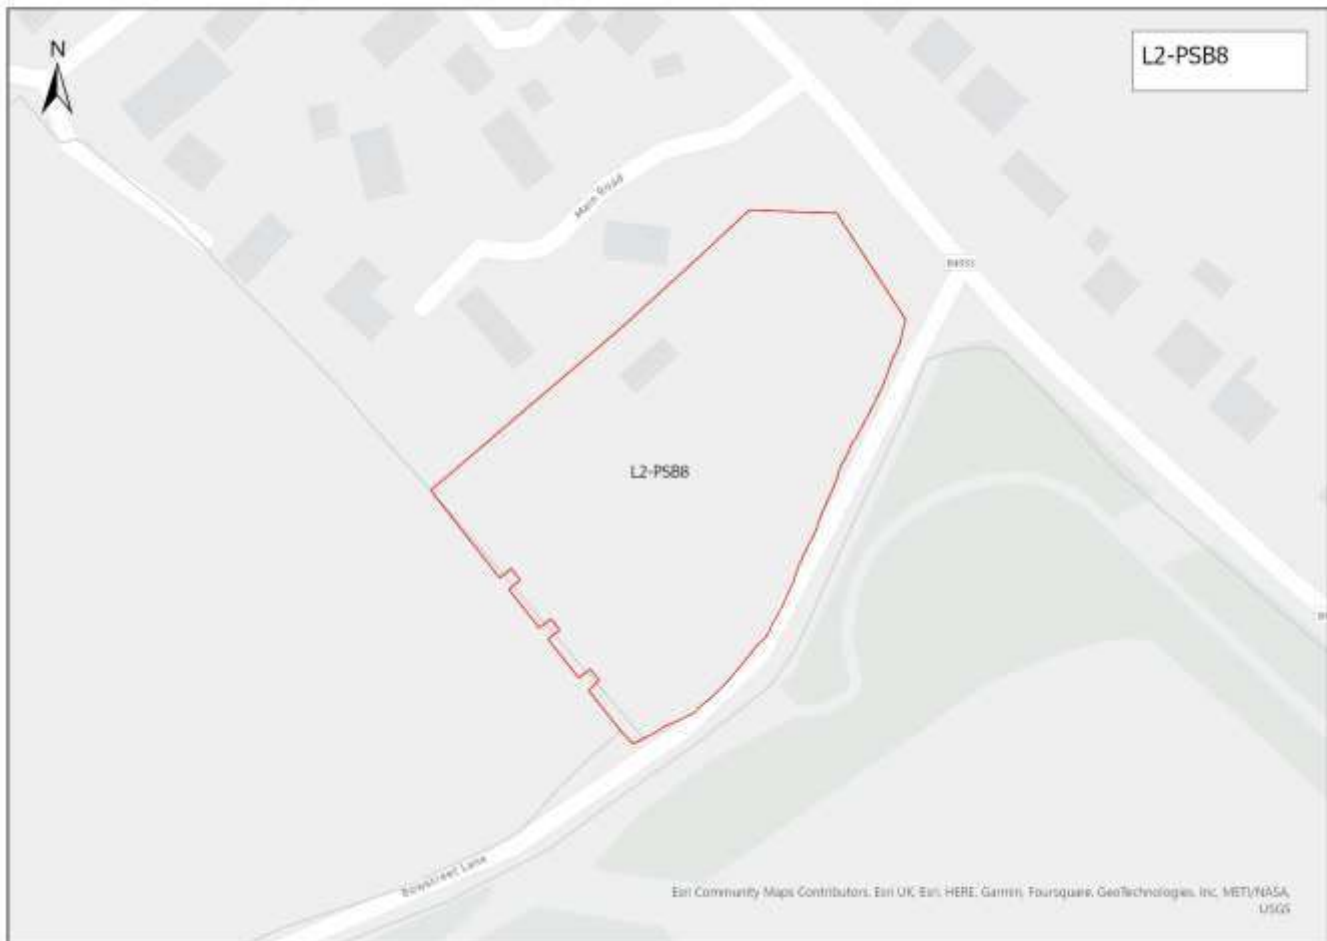 N
L2-PSB8
Main Road
L2-PSB8
Bowstreet Lane
Esri Community Maps Contributors, Esri UK, Esri, HERE, Garmin, Foursquare, GeoTechnologies, Inc, METI/NASA,
USGS